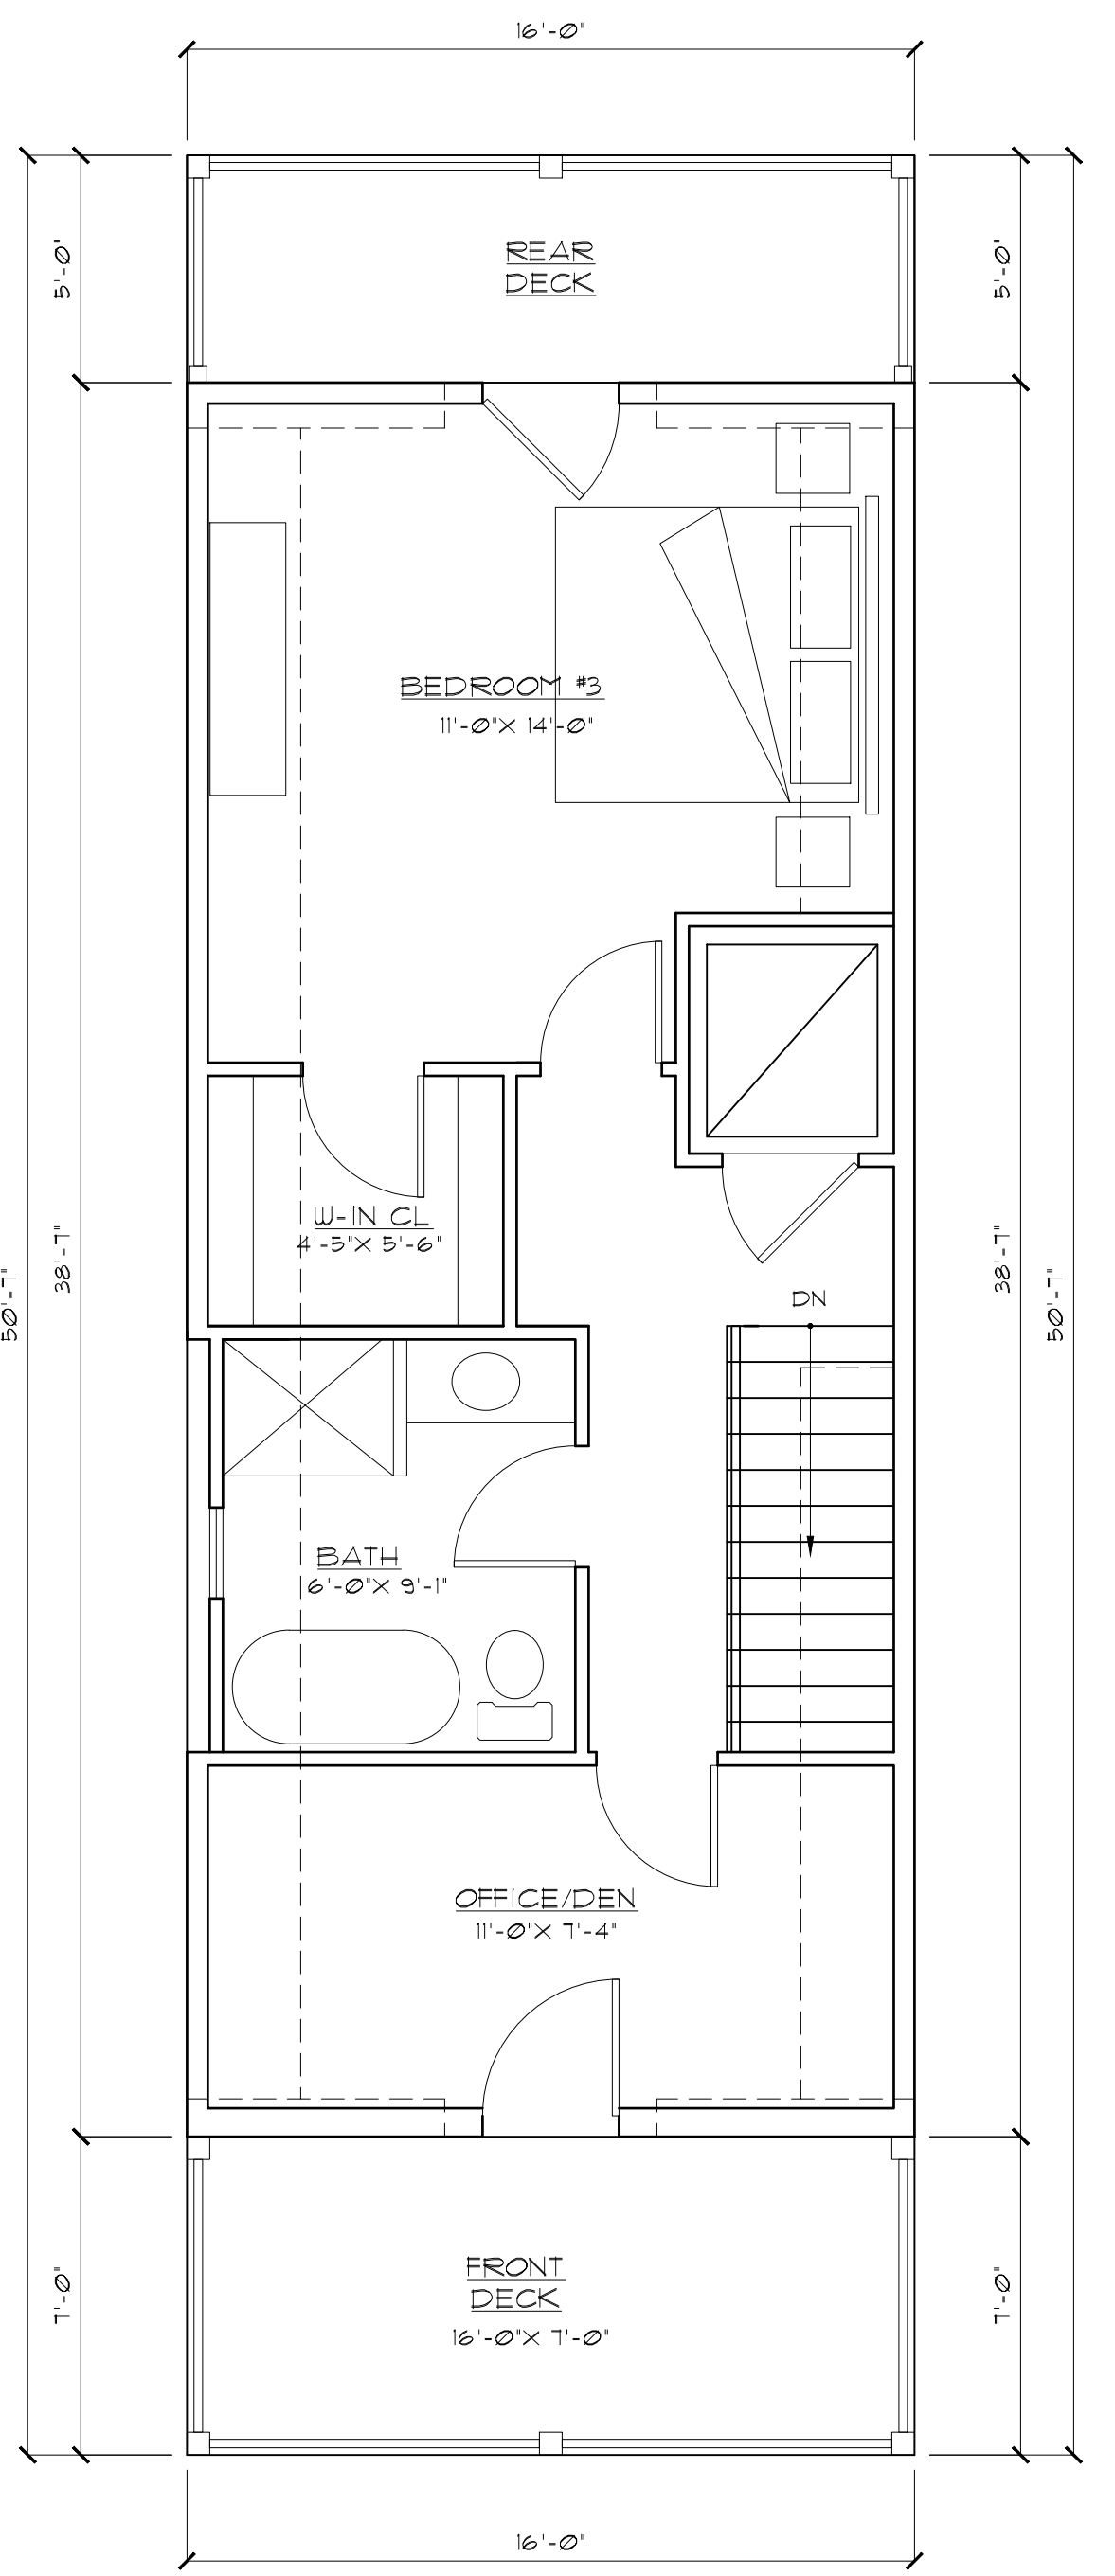 16'-0"
5'-0"
5'-0"
REAR
DECK
BEDROOM #3
11'-0"X 14'-0"
W-IN CL
4'-5"X 5'-6"
50'-7"
38'-7"
38'-7"
50'-7"
DN
BATH
6'-0"X 9'-1"
OFFICE/DEN
11'-0"X 7'-4"
7'-0"
7'-0"
FRONT
DECK
16'-0"X 7'-0"
16'-0"